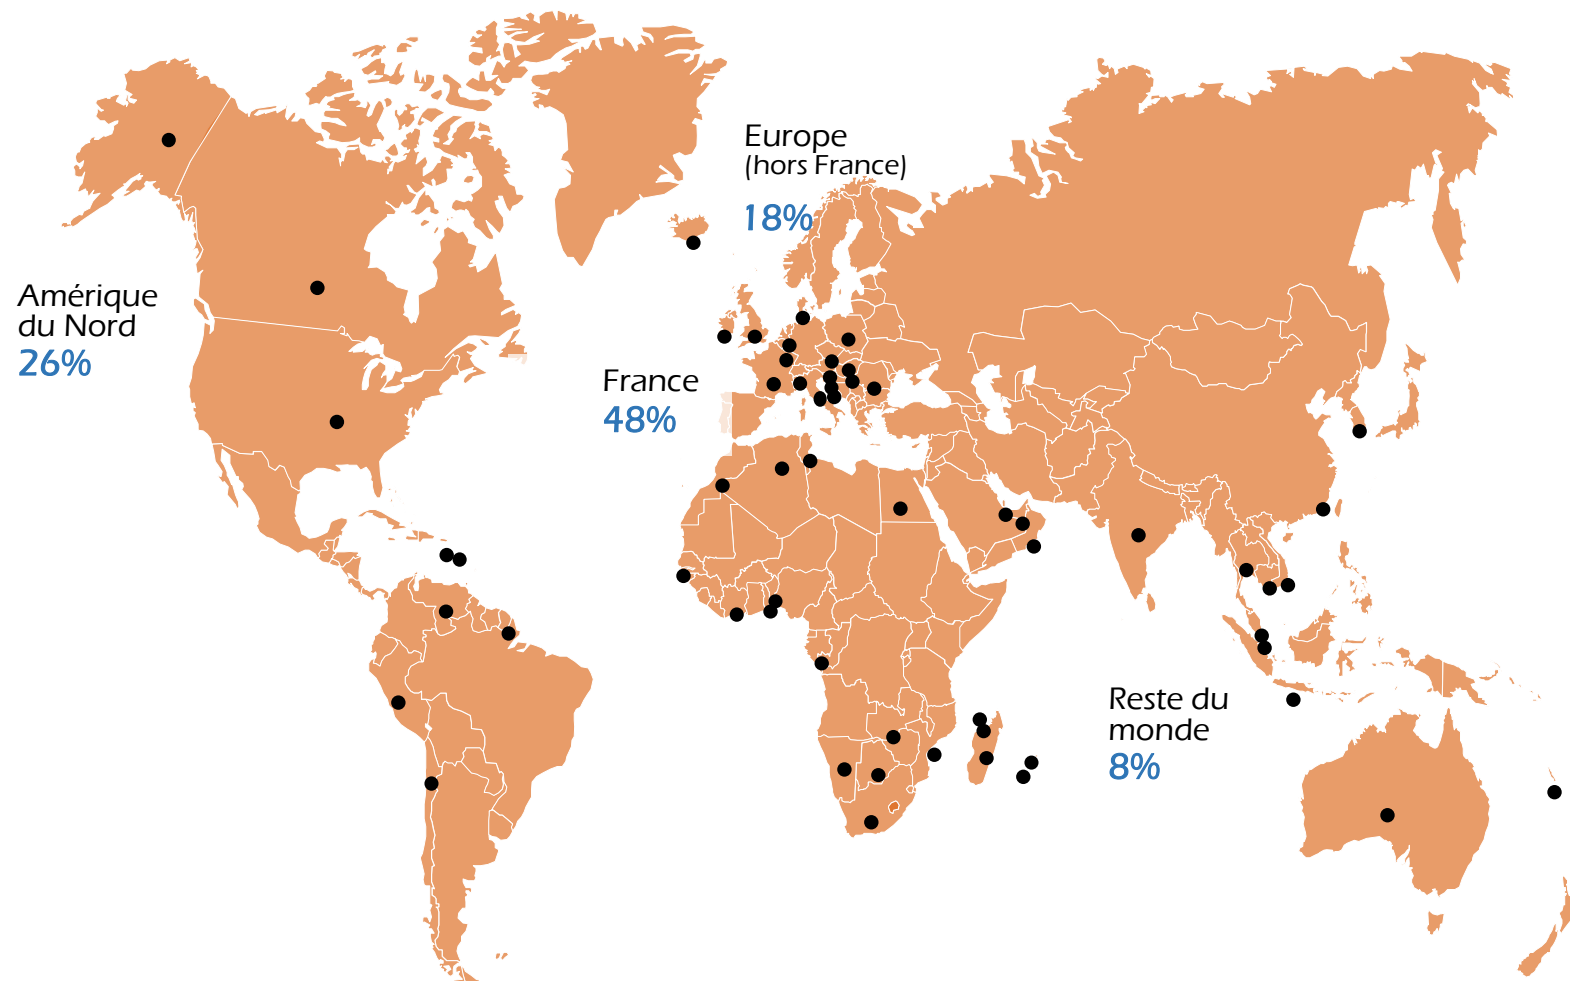 Europe
(hors France)
18%
Amérique
du Nord
26%
France
48%
Reste du
monde
8%